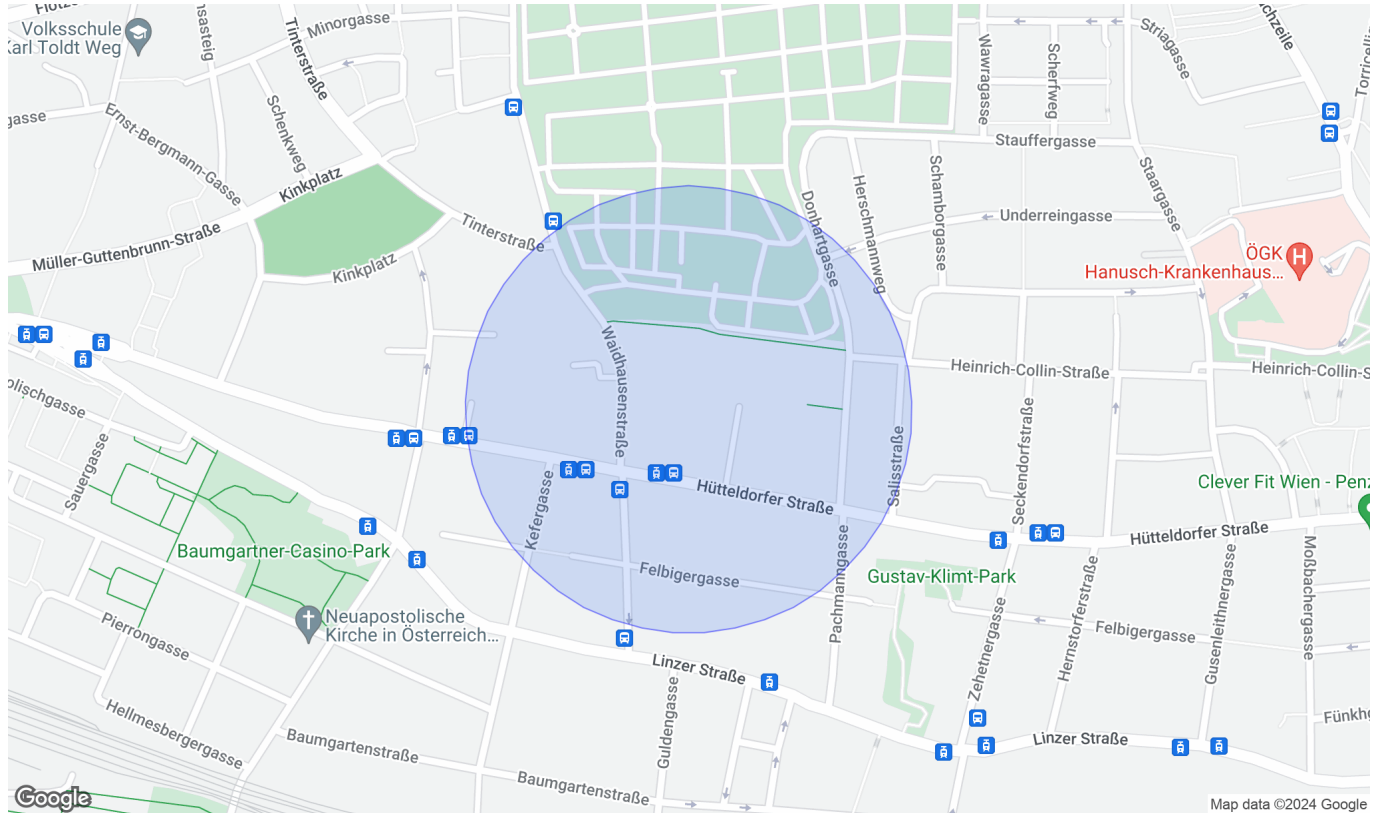 Volksschule
Karl Toldt Weg
Minorgasse
Tinterstraße
Schenkweg
Ernst-Bergmann-Gasse
Kinkplatz
Müller-Guttenbrunn-Straße
Kinkplatz
Tinterstraße
Wawragasse
Scherfweg
Striagasse
Stauffergasse
Staargasse
Herschmannweg
Schamborgasse
Donhartgasse
Underreingasse
ÖGK
Hanusch-Krankenhaus...
H
Waidhausenstraße
Heinrich-Collin-Straße
Heinrich-Collin-S
Sauergasse
Kefergasse
Hütteldorfer Straße
Salisstraße
Seckendorfstraße
Clever Fit Wien - Penz
Hütteldorfer Straße
Baumgartner-Casino-Park
Felbigergasse
Pachmanngasse
Gustav-Klimt-Park
Neuapostolische
Kirche in Österreich...
Pierrongasse
Zehetnergasse
Hernstorferstraße
Felbigergasse
Gusenleithnergasse
Moßbachergasse
Linzer Straße
Guldengasse
Hellmesbergergasse
Baumgartenstraße
Baumgartenstraße
Linzer Straße
Fünkh
Google
Map data ©2024 Google